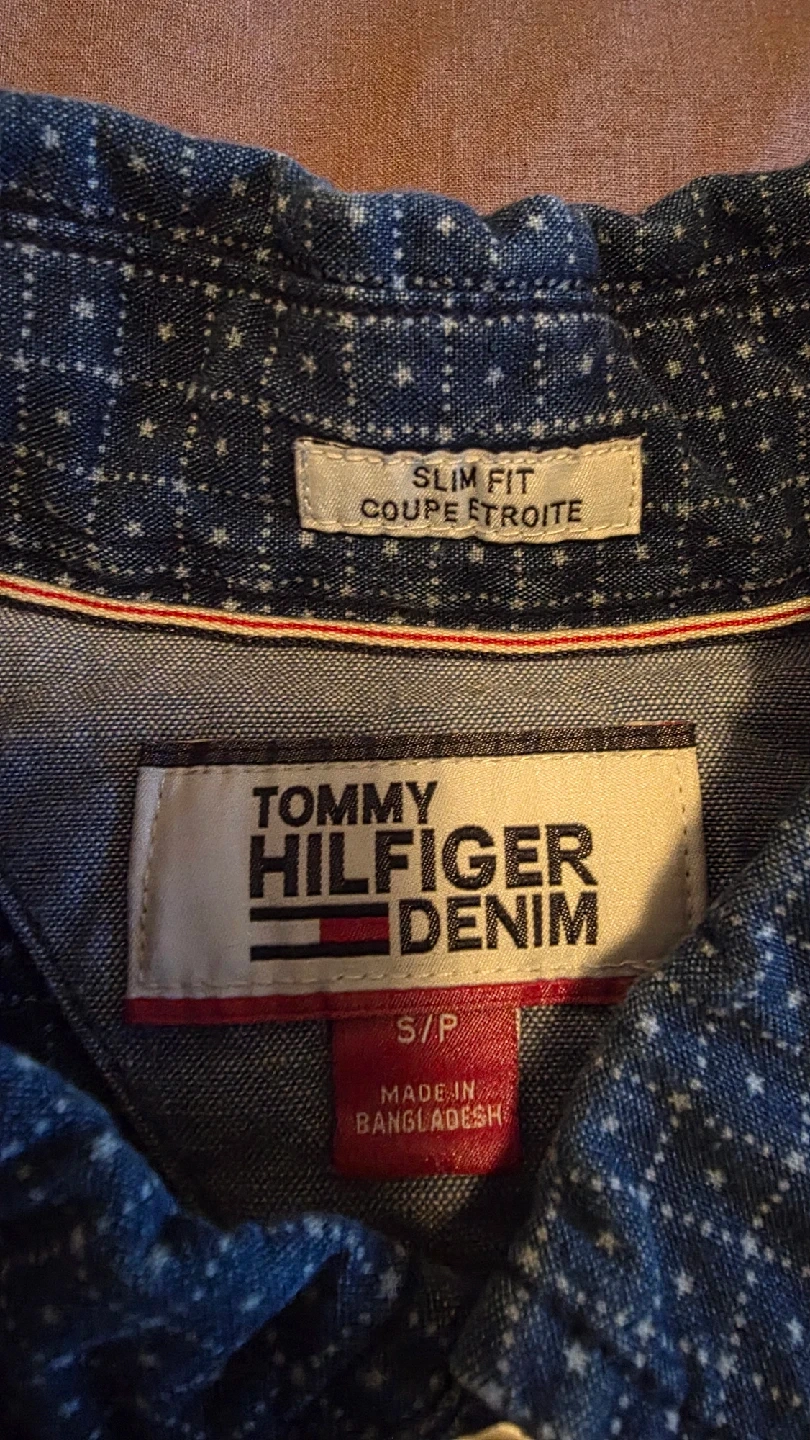 SLIM FIT
COUPE ETROITE
TOMMY
HILFIGER
DENIM
S/P
MADE IN
BANGLADESH